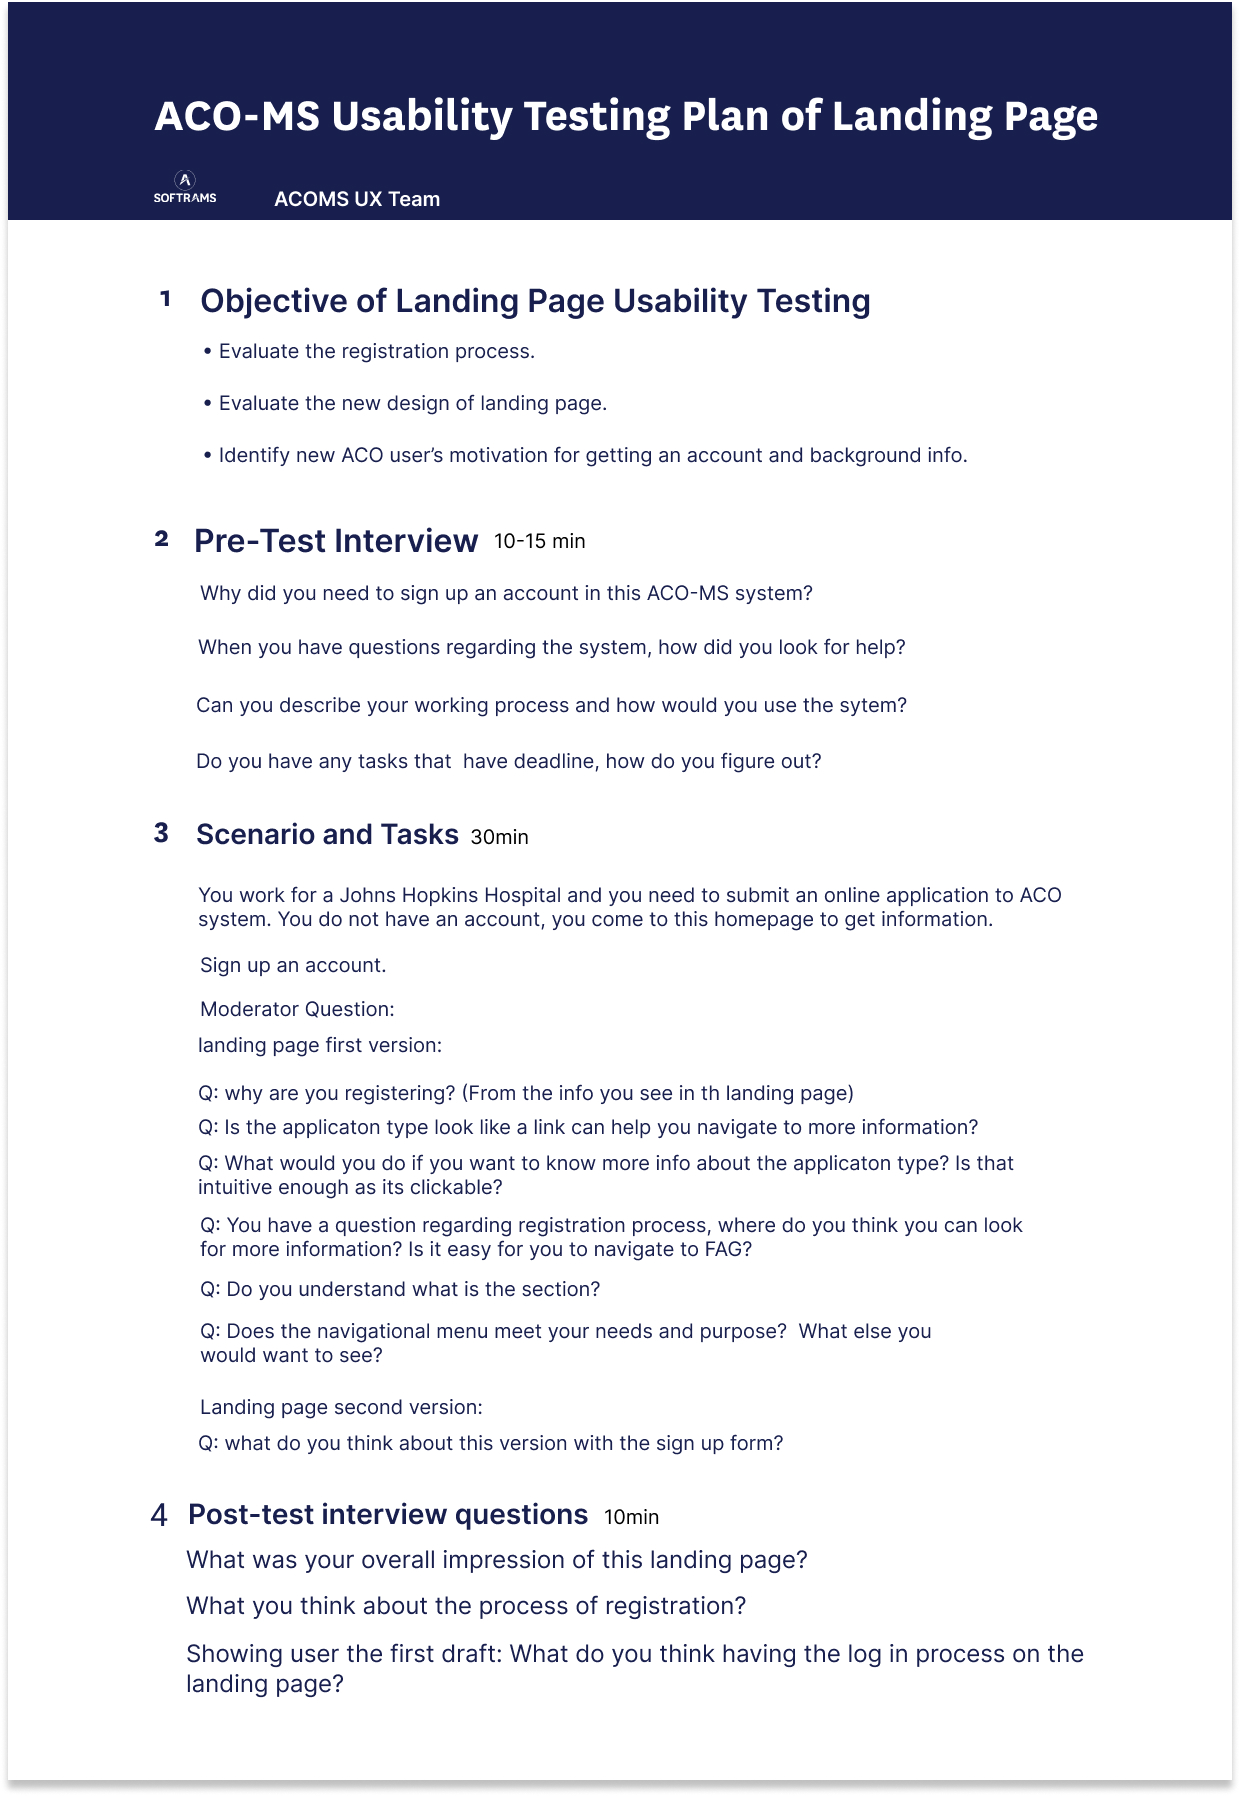 ACO-MS Usability Testing Plan of Landing Page
SOFTRAMS
ACOMS UX Team
1 Objective of Landing Page Usability Testing
• Evaluate the registration process.
• Evaluate the new design of landing page.
• Identify new ACO user’s motivation for getting an account and background info.
2 Pre-Test Interview 10-15 min
Why did you need to sign up an account in this ACO-MS system?
When you have questions regarding the system, how did you look for help?
Can you describe your working process and how would you use the sytem?
Do you have any tasks that  have deadline, how do you figure out?
3 Scenario and Tasks 30min
You work for a Johns Hopkins Hospital and you need to submit an online application to ACO
system. You do not have an account, you come to this homepage to get information.
Sign up an account.
Moderator Question:
landing page first version:
Q: why are you registering? (From the info you see in th landing page)
Q: Is the applicaton type look like a link can help you navigate to more information?
Q: What would you do if you want to know more info about the applicaton type? Is that
intuitive enough as its clickable?
Q: You have a question regarding registration process, where do you think you can look
for more information? Is it easy for you to navigate to FAG?
Q: Do you understand what is the section?
Q: Does the navigational menu meet your needs and purpose?  What else you
would want to see?
Landing page second version:
Q: what do you think about this version with the sign up form?
4 Post-test interview questions 10min
What was your overall impression of this landing page?
What you think about the process of registration?
Showing user the first draft: What do you think having the log in process on the
landing page?